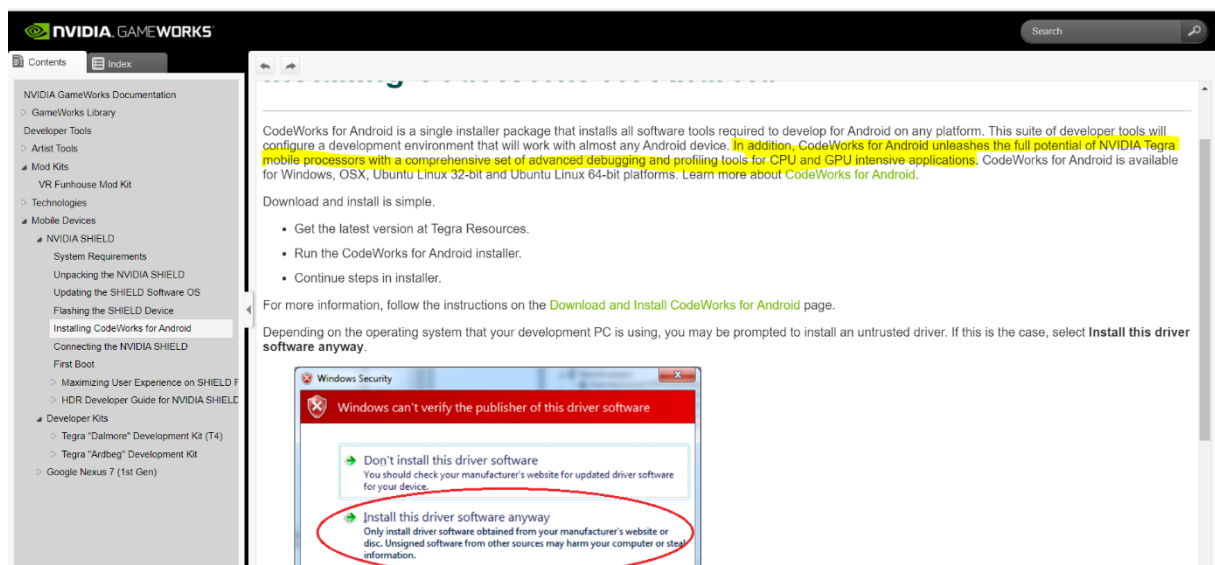 NVIDIA. GAMEWORKS
Search
Contents
Index
NVIDIA GameWorks Documentation
GameWorks Library
Developer Tools
Artist Tools
Mod Kits
VR Funhouse Mod Kit
Technologies
Mobile Devices
NVIDIA SHIELD
System Requirements
Unpacking the NVIDIA SHIELD
Updating the SHIELD Software OS
Flashing the SHIELD Device
Installing CodeWorks for Android
Connecting the NVIDIA SHIELD
First Boot
Maximizing User Experience on SHIELD
HDR Developer Guide for NVIDIA SHIELD
Developer Kits
Tegra "Dalmore" Development Kit (T4)
Tegra "Ardbeg" Development Kit
Google Nexus 7 (1st Gen)
CodeWorks for Android is a single installer package that installs all software tools required to develop for Android on any platform. This suite of developer tools will
configure a development environment that will work with almost any Android device. In addition, CodeWorks for Android unleashes the full potential of NVIDIA Tegra
mobile processors with a comprehensive set of advanced debugging and profiling tools for CPU and GPU intensive applications. CodeWorks for Android is available
for Windows, OSX, Ubuntu Linux 32-bit and Ubuntu Linux 64-bit platforms. Learn more about CodeWorks for Android.
Download and install is simple.
• Get the latest version at Tegra Resources.
• Run the CodeWorks for Android installer.
• Continue steps in installer.
For more information, follow the instructions on the Download and Install CodeWorks for Android page.
Depending on the operating system that your development PC is using, you may be prompted to install an untrusted driver. If this is the case, select Install this driver
software anyway.
Windows Security
Windows can't verify the publisher of this driver software
Don't install this driver software
You should check your manufacturer's website for updated driver software
for your device.
Install this driver software anyway
Only install driver software obtained from your manufacturer's website or
disc. Unsigned software from other sources may harm your computer or steal
information.